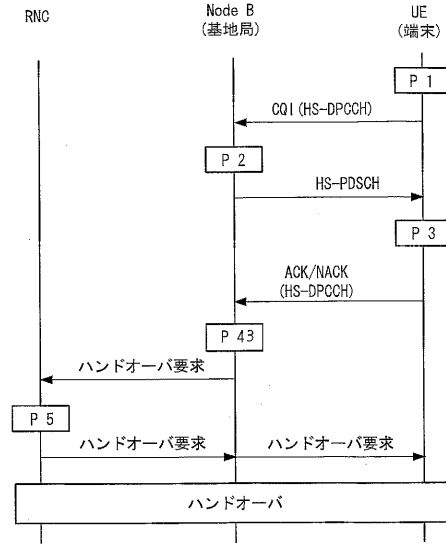 RNC
Node B
(基地局)
UE
(端末)
P 1
CQI(HS-DPCCH)
P 2
HS-PDSCH
P 3
ACK/NACK
(HS-DPCCH)
P 43
ハンドオーバ要求
P 5
ハンドオーバ要求
ハンドオーバ要求
ハンドオーバ